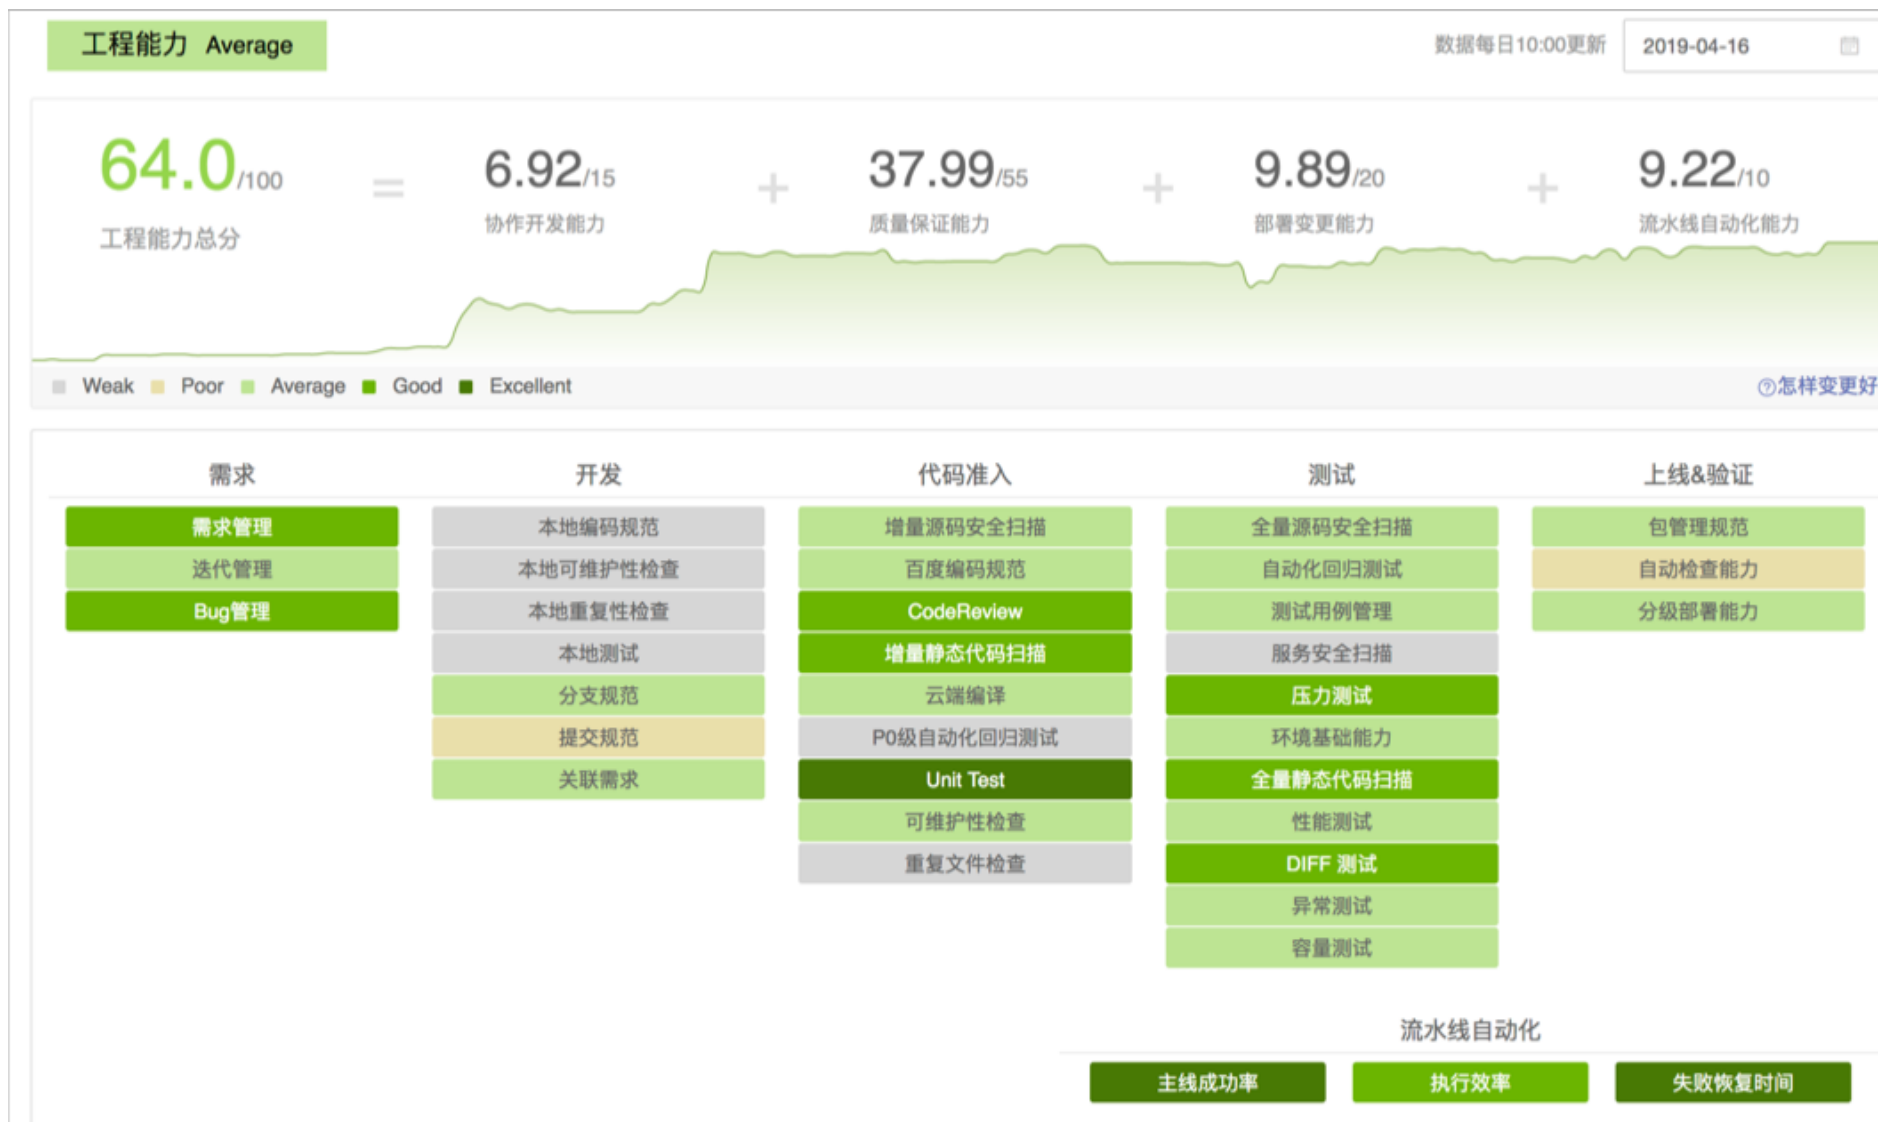 工程能力 Average
数据每日10:00更新 2019-04-16
64.0/100 = 6.92/15 + 37.99/55 + 9.89/20 + 9.22/10
工程能力总分 协作开发能力 质量保证能力 部署变更能力 流水线自动化能力
Weak Poor Average Good Excellent
?怎样变更好
需求 开发 代码准入 测试 上线&验证
需求管理 本地编码规范 增量源码安全扫描 全量源码安全扫描 包管理规范
迭代管理 本地可维护性检查 百度编码规范 自动化回归测试 自动检查能力
Bug管理 本地重复性检查 CodeReview 测试用例管理 分级部署能力
本地测试 增量静态代码扫描 服务安全扫描
分支规范 云端编译 压力测试
提交规范 P0级自动化回归测试 环境基础能力
关联需求 Unit Test 全量静态代码扫描
可维护性检查 性能测试
重复文件检查 DIFF 测试
异常测试
容量测试
流水线自动化
主线成功率 执行效率 失败恢复时间